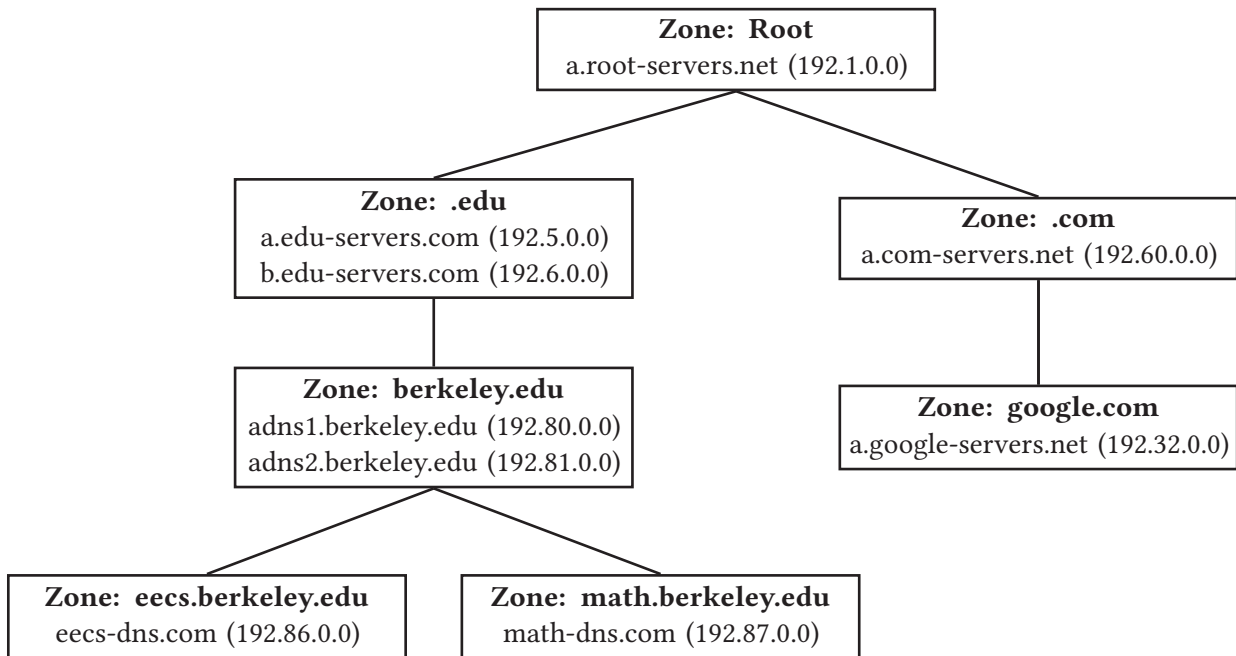 Zone: Root
a.root-servers.net (192.1.0.0)
Zone: .edu
a.edu-servers.com (192.5.0.0)
b.edu-servers.com (192.6.0.0)
Zone: .com
a.com-servers.net (192.60.0.0)
Zone: berkeley.edu
adns1.berkeley.edu (192.80.0.0)
adns2.berkeley.edu (192.81.0.0)
Zone: google.com
a.google-servers.net (192.32.0.0)
Zone: eecs.berkeley.edu
eecs-dns.com (192.86.0.0)
Zone: math.berkeley.edu
math-dns.com (192.87.0.0)